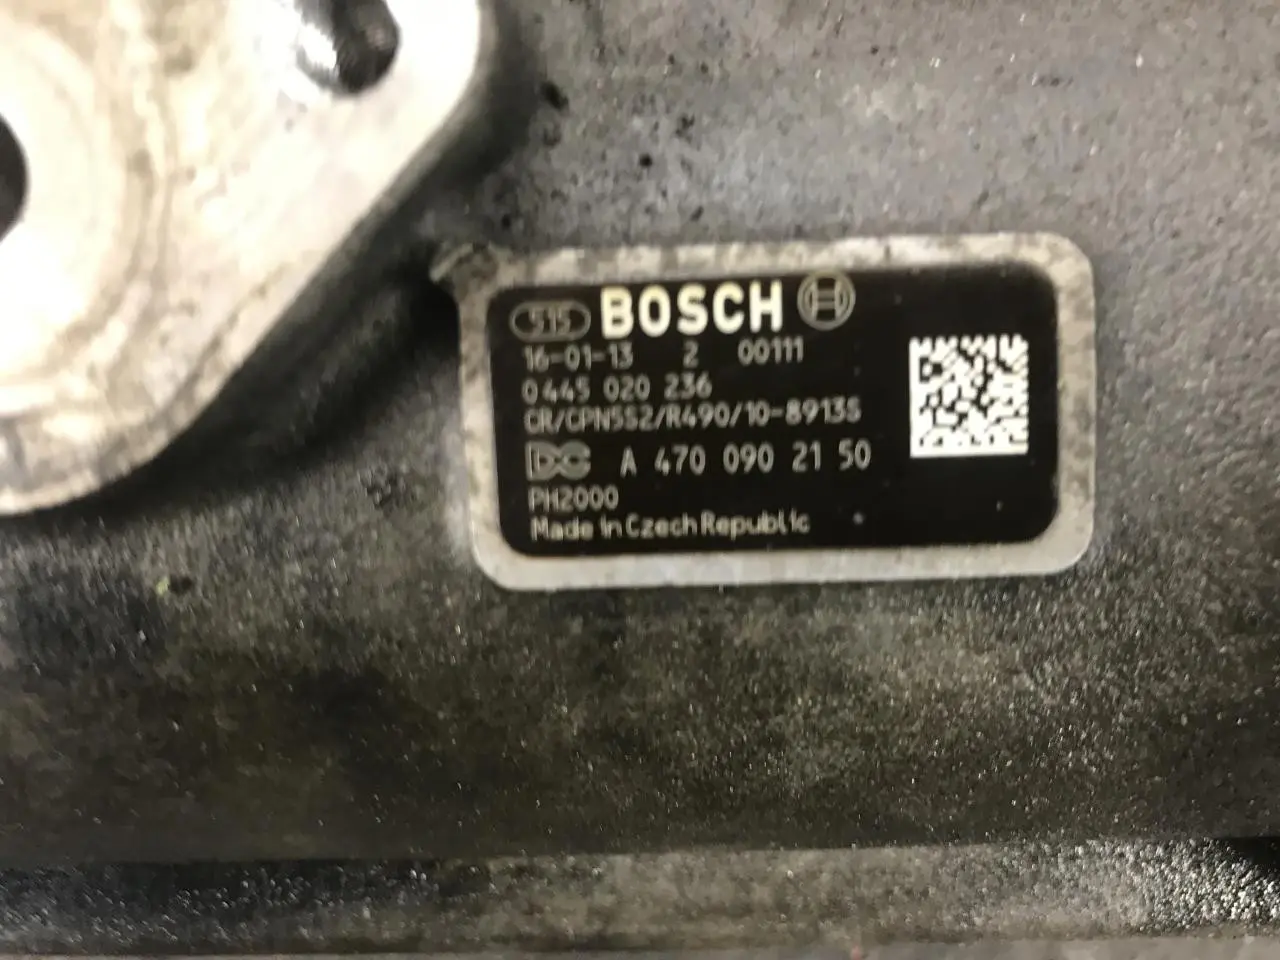 515 BOSCH
16-01-13 2 00111
0 445 020 236
CR/CPN5S2/R490/10-8913S
DC A 470 090 21 50
PH2000
Made in Czech Republic